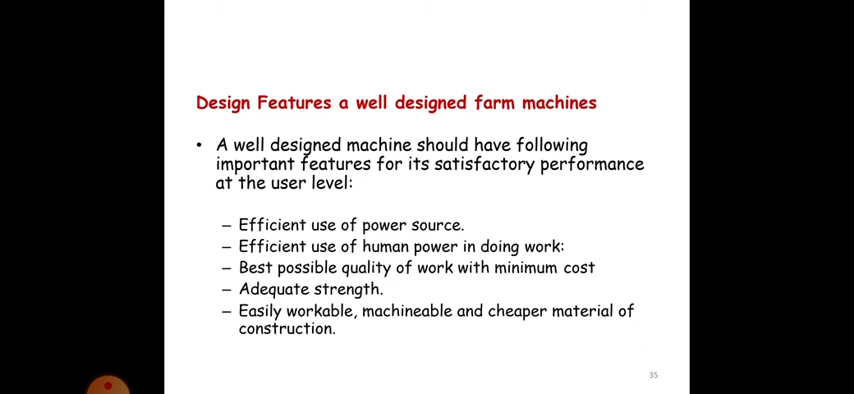 Design Features a well designed farm machines
• A well designed machine should have following
important features for its satisfactory performance
at the user level:
– Efficient use of power source.
– Efficient use of human power in doing work:
– Best possible quality of work with minimum cost
– Adequate strength.
– Easily workable, machineable and cheaper material of
construction.
35